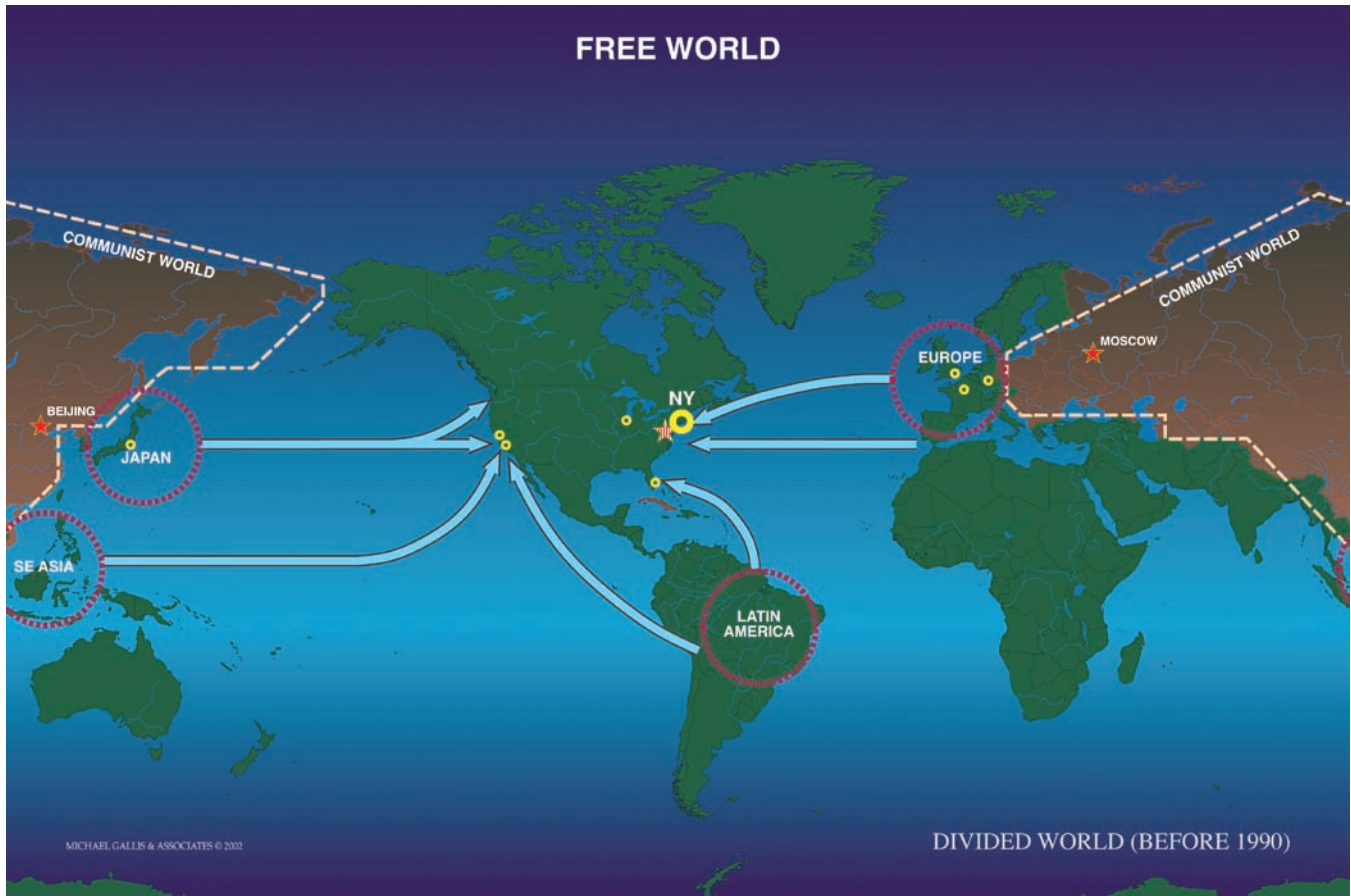 FREE WORLD
COMMUNIST WORLD
COMMUNIST WORLD
MOSCOW
EUROPE
NY
BEIJING
JAPAN
SE ASIA
LATIN
AMERICA
MICHAEL GALLIS & ASSOCIATES © 2002
DIVIDED WORLD (BEFORE 1990)